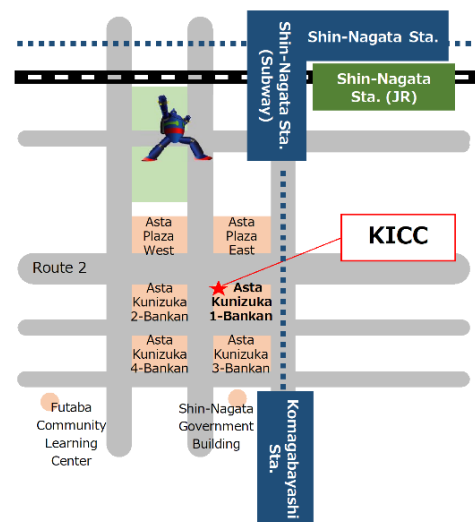 Shin-Nagata Sta.
Shin-Nagata Sta.
(Subway)
Shin-Nagata
Sta. (JR)
Asta
Plaza
West
Asta
Plaza
East
KICC
Route 2
Asta
Kunizuka
2-Bankan
Asta
Kunizuka
1-Bankan
Asta
Kunizuka
4-Bankan
Asta
Kunizuka
3-Bankan
Futaba
Community
Learning
Center
Shin-Nagata
Government
Building
Komagabayashi
Sta.